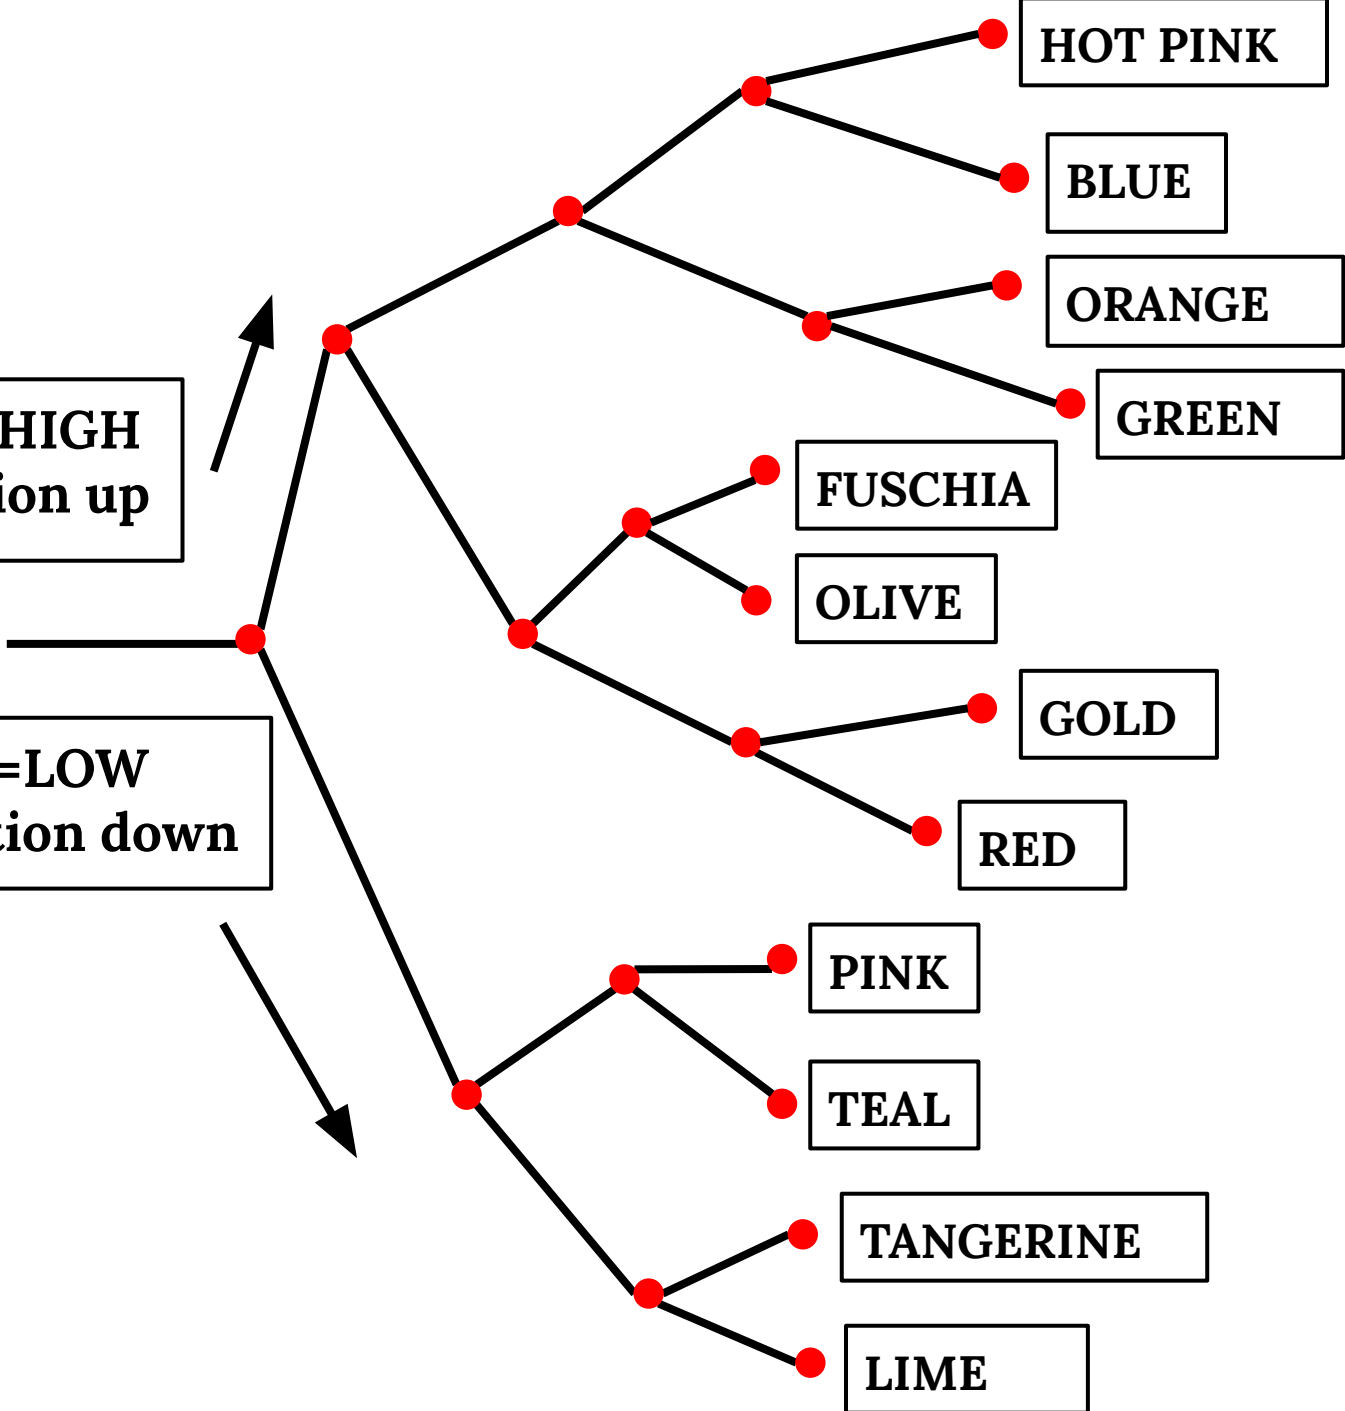 HOT PINK
BLUE
ORANGE
GREEN
HIGH
ion up
FUSCHIA
OLIVE
GOLD
=LOW
tion down
RED
PINK
TEAL
TANGERINE
LIME